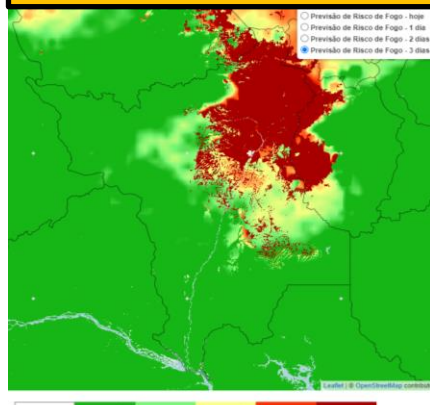 Previsão de Risco de Fogo - hoje
Previsão de Risco de Fogo - 1 dia
Previsão de Risco de Fogo - 2 dias
Previsão de Risco de Fogo - 3 dias
Leaflet | © OpenStreetMap contribut